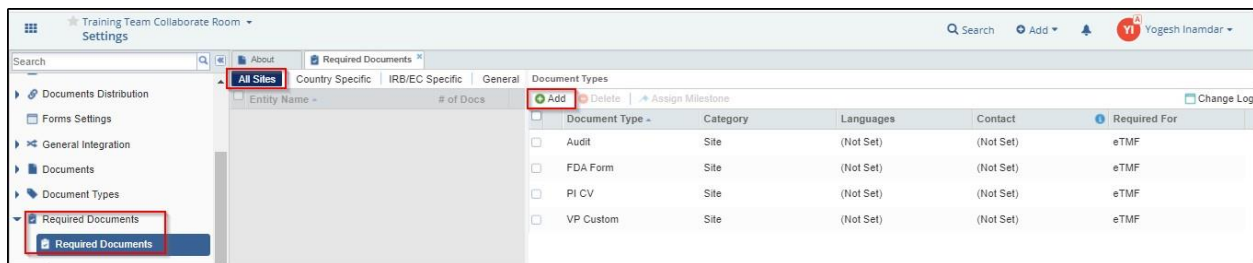 Training Team Collaborate Room
Settings
Search
Add
A
YI
Yogesh Inamdar
Search
About
Required Documents
All Sites
Country Specific
IRB/EC Specific
General
Document Types
Documents Distribution
Entity Name
# of Docs
Add
Delete
Assign Milestone
Change Log
Forms Settings
Document Type
Category
Languages
Contact
Required For
General Integration
Audit
Site
(Not Set)
(Not Set)
eTMF
Documents
FDA Form
Site
(Not Set)
(Not Set)
eTMF
Document Types
PI CV
Site
(Not Set)
(Not Set)
eTMF
Required Documents
VP Custom
Site
(Not Set)
(Not Set)
eTMF
Required Documents